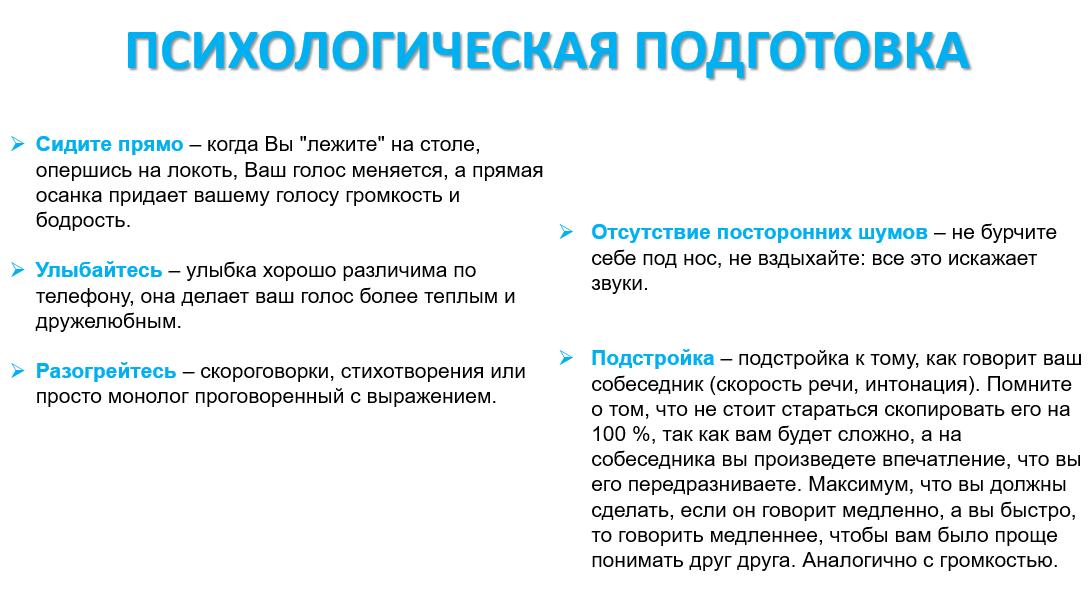 ПСИХОЛОГИЧЕСКАЯ ПОДГОТОВКА
Сидите прямо – когда Вы "лежите" на столе,
опершись на локоть, Ваш голос меняется, а прямая
осанка придает вашему голосу громкость и
бодрость.
Улыбайтесь – улыбка хорошо различима по
телефону, она делает ваш голос более теплым и
дружелюбным.
Разогрейтесь – скороговорки, стихотворения или
просто монолог проговоренный с выражением.
Отсутствие посторонних шумов – не бурчите
себе под нос, не вздыхайте: все это искажает
звуки.
Подстройка – подстройка к тому, как говорит ваш
собеседник (скорость речи, интонация). Помните
о том, что не стоит стараться скопировать его на
100 %, так как вам будет сложно, а на
собеседника вы произведете впечатление, что вы
его передразниваете. Максимум, что вы должны
сделать, если он говорит медленно, а вы быстро,
то говорить медленнее, чтобы вам было проще
понимать друг друга. Аналогично с громкостью.